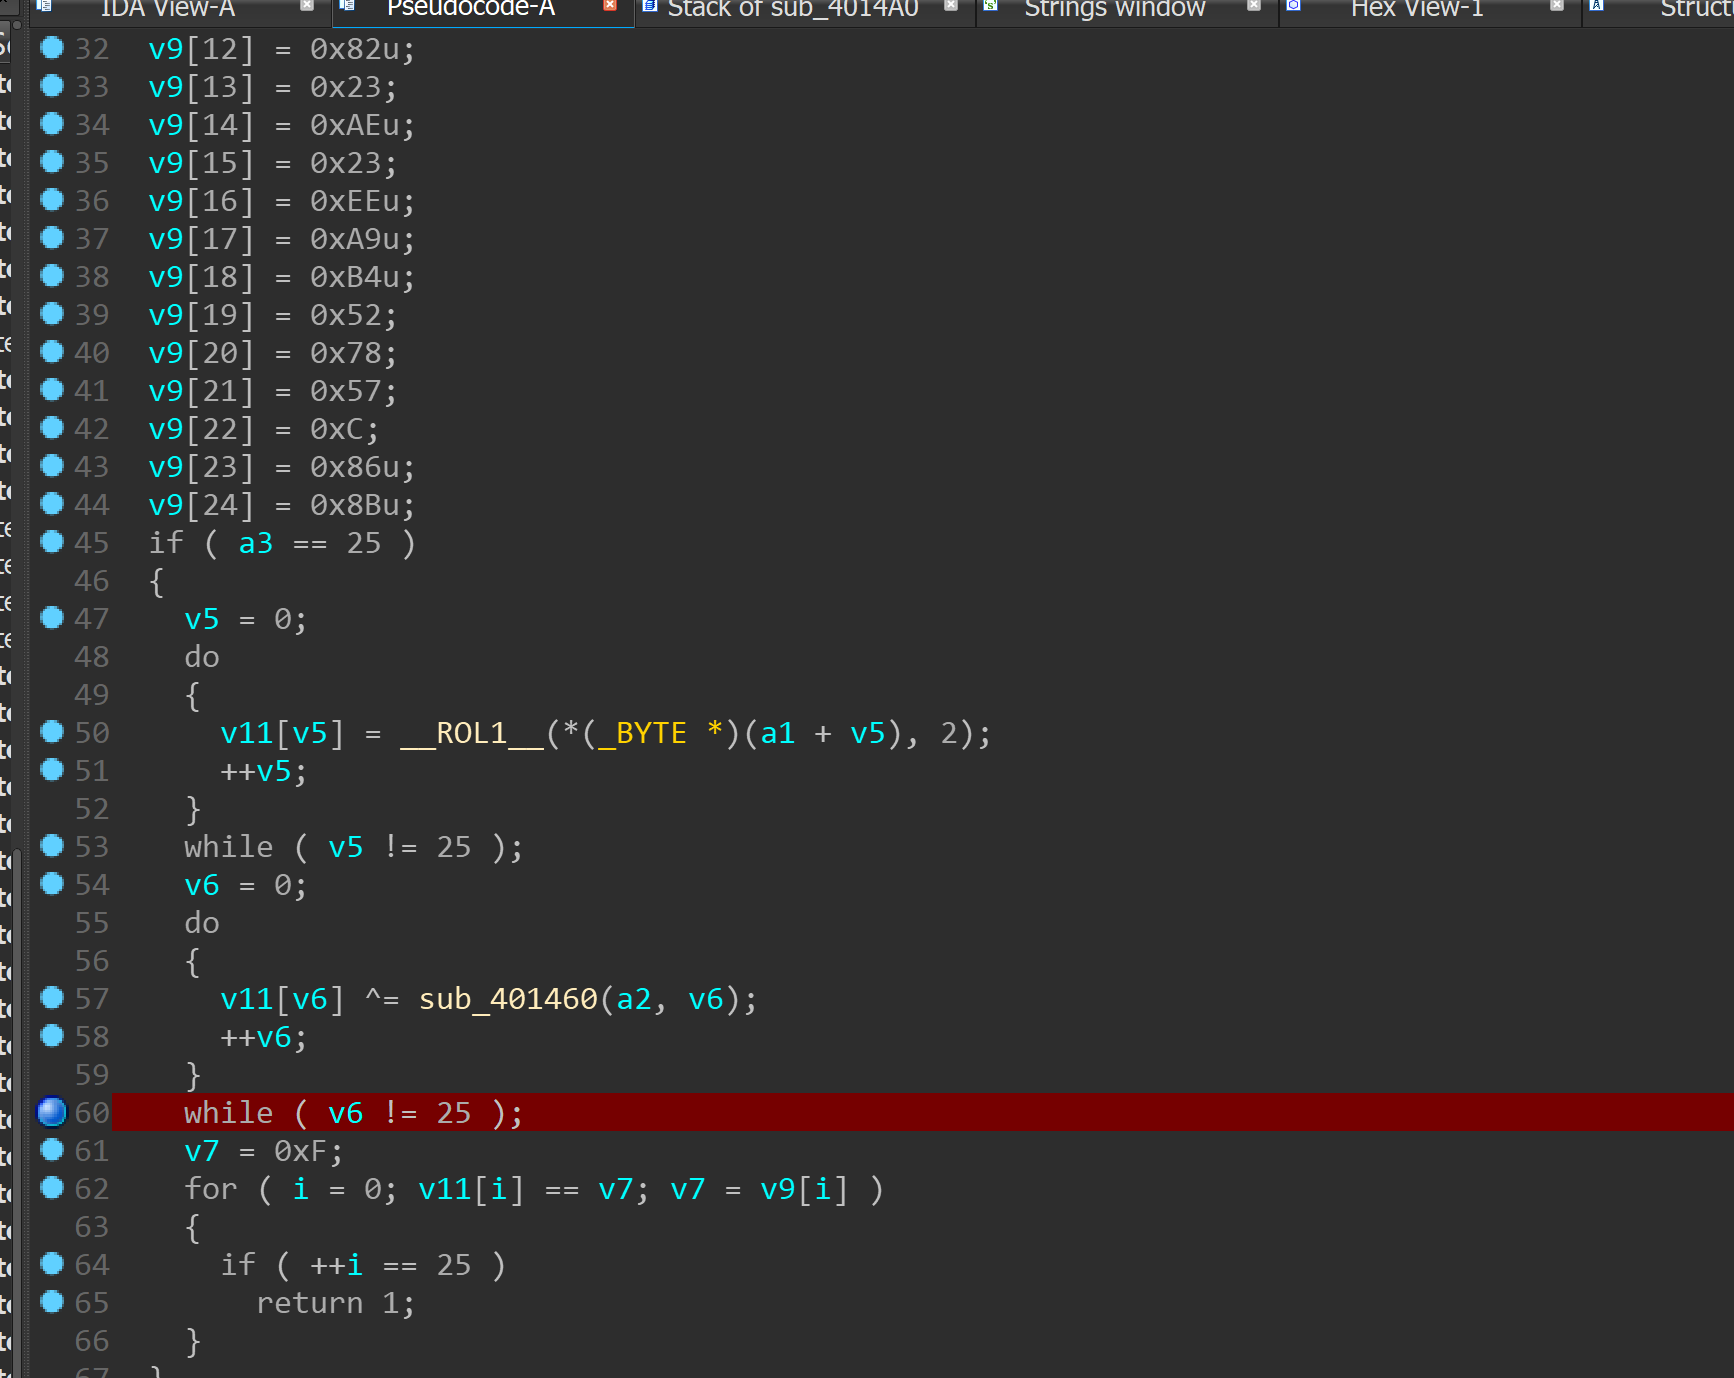 IDA View-A Pseudocode-A Stack of sub_4014A0 Strings window Hex View-1
32 v9[12] = 0x82u;
33 v9[13] = 0x23;
34 v9[14] = 0xAEu;
35 v9[15] = 0x23;
36 v9[16] = 0xEEu;
37 v9[17] = 0xA9u;
38 v9[18] = 0xB4u;
39 v9[19] = 0x52;
40 v9[20] = 0x78;
41 v9[21] = 0x57;
42 v9[22] = 0xC;
43 v9[23] = 0x86u;
44 v9[24] = 0x8Bu;
45 if ( a3 == 25 )
46 {
47 v5 = 0;
48 do
49 {
50 v11[v5] = __ROL1__(*(_BYTE *)(a1 + v5), 2);
51 ++v5;
52 }
53 while ( v5 != 25 );
54 v6 = 0;
55 do
56 {
57 v11[v6] ^= sub_401460(a2, v6);
58 ++v6;
59 }
60 while ( v6 != 25 );
61 v7 = 0xF;
62 for ( i = 0; v11[i] == v7; v7 = v9[i] )
63 {
64 if ( ++i == 25 )
65 return 1;
66 }
67 }